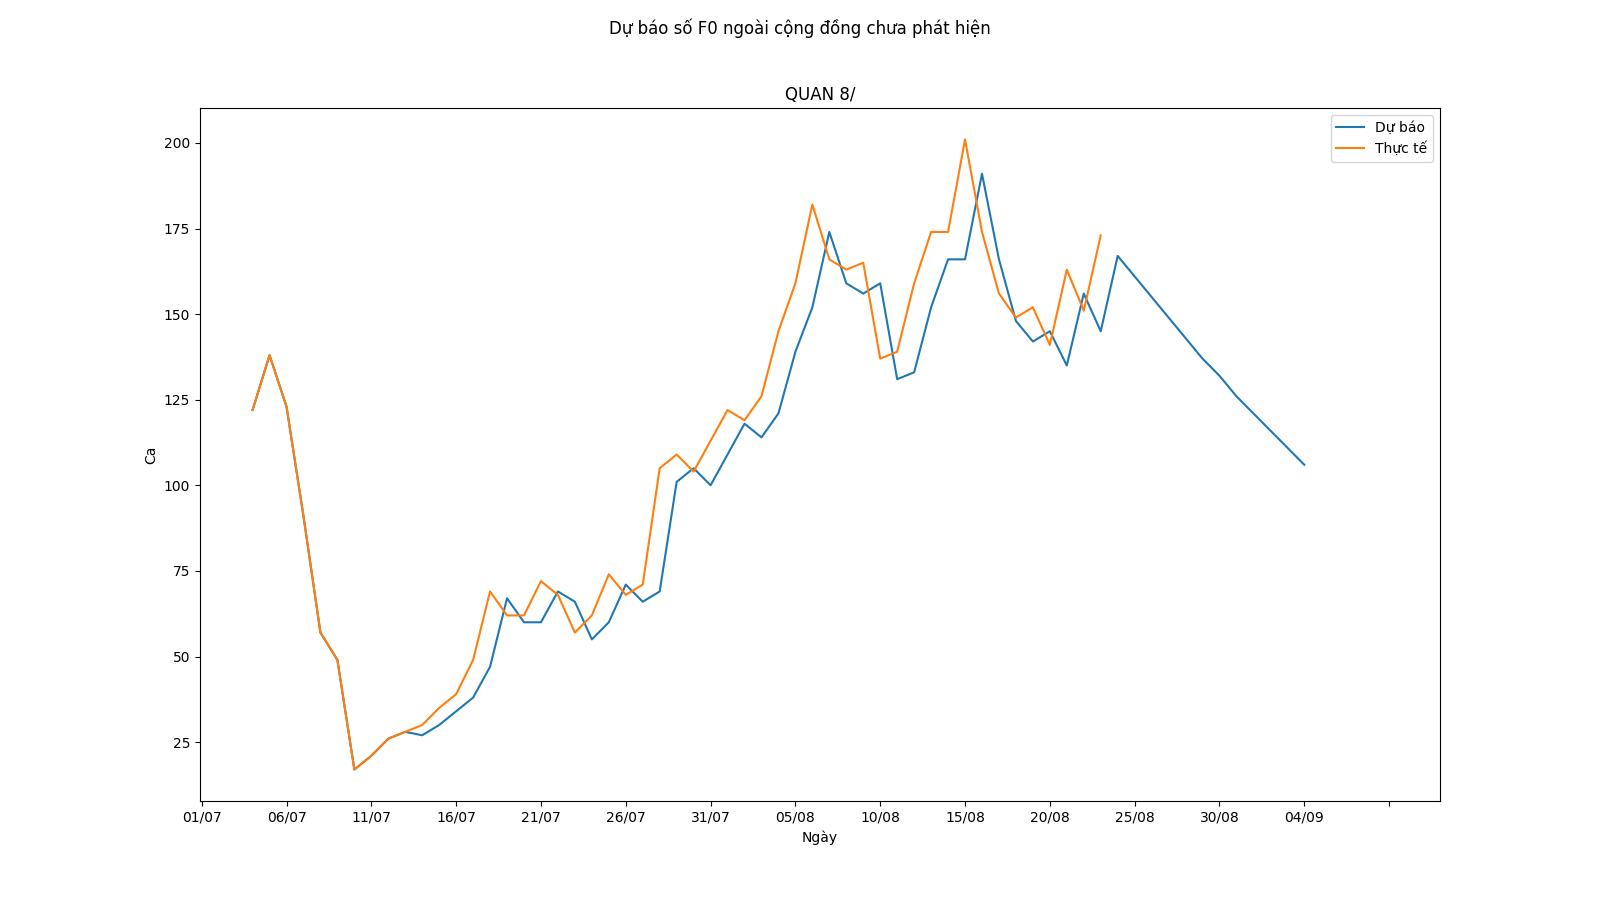 Dự báo số F0 ngoài cộng đồng chưa phát hiện
QUAN 8/
Dự báo
Thực tế
200
175
150
125
100
75
50
25
Ca
01/07 06/07 11/07 16/07 21/07 26/07 31/07 05/08 10/08 15/08 20/08 25/08 30/08 04/09
Ngày